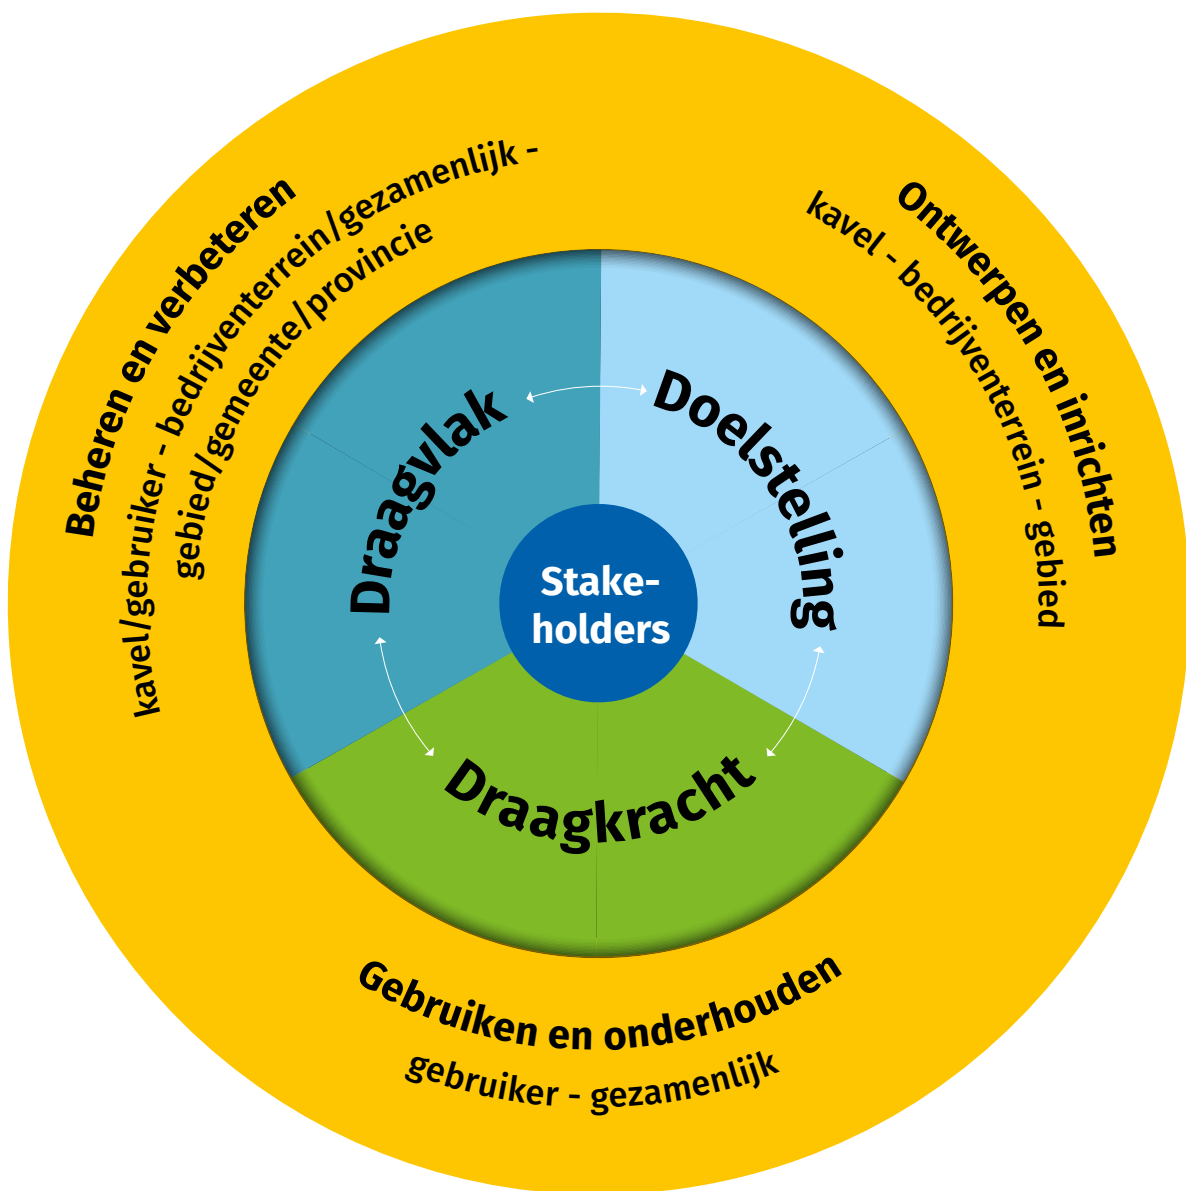 Beheren en verbeteren
kavel/gebruiker - bedrijventerrein/gezamenlijk -
gebied/gemeente/provincie
Ontwerpen en inrichten
kavel - bedrijventerrein - gebied
Draagvlak
Doelstelling
Stake-
holders
Draagkracht
Gebruiken en onderhouden
gebruiker - gezamenlijk